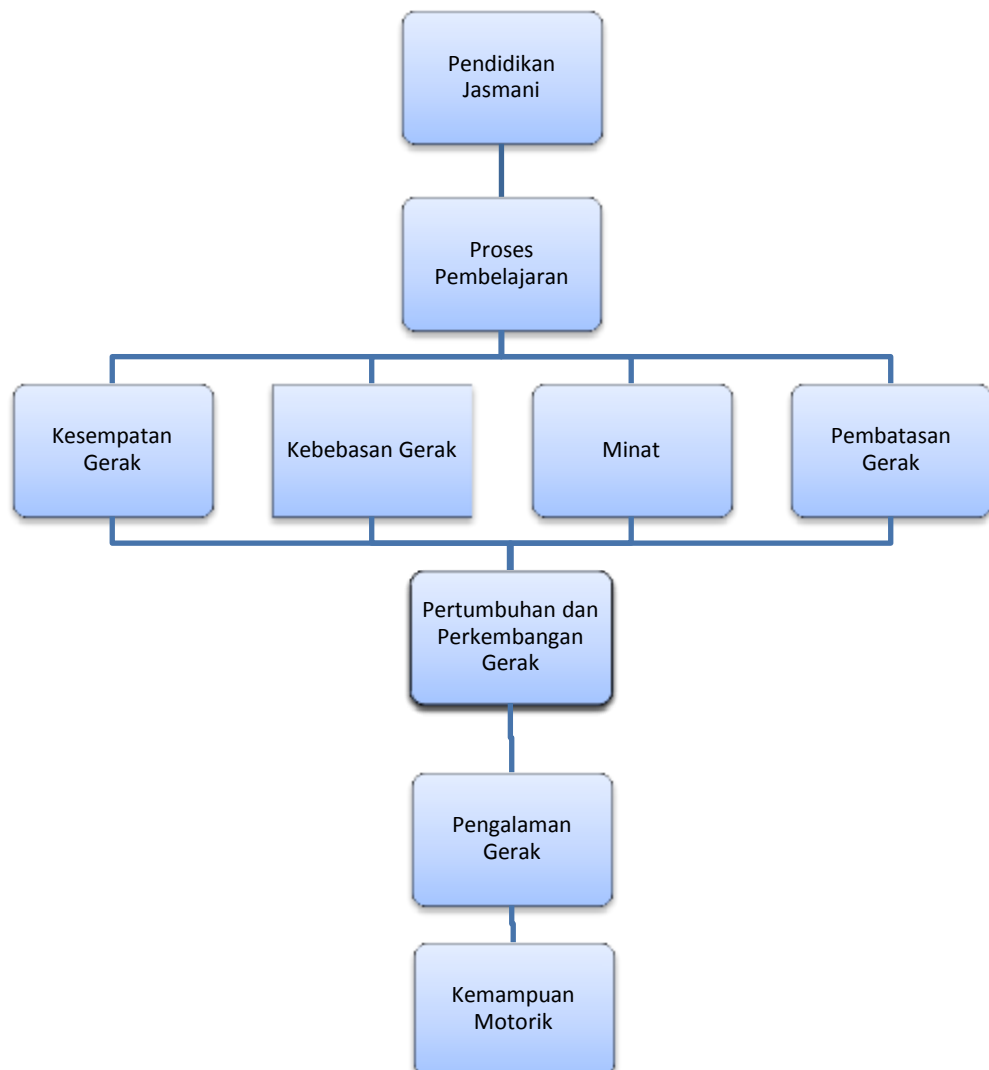 Pendidikan
Jasmani
Proses
Pembelajaran
Kesempatan
Gerak
Kebebasan Gerak
Minat
Pembatasan
Gerak
Pertumbuhan dan
Perkembangan
Gerak
Pengalaman
Gerak
Kemampuan
Motorik